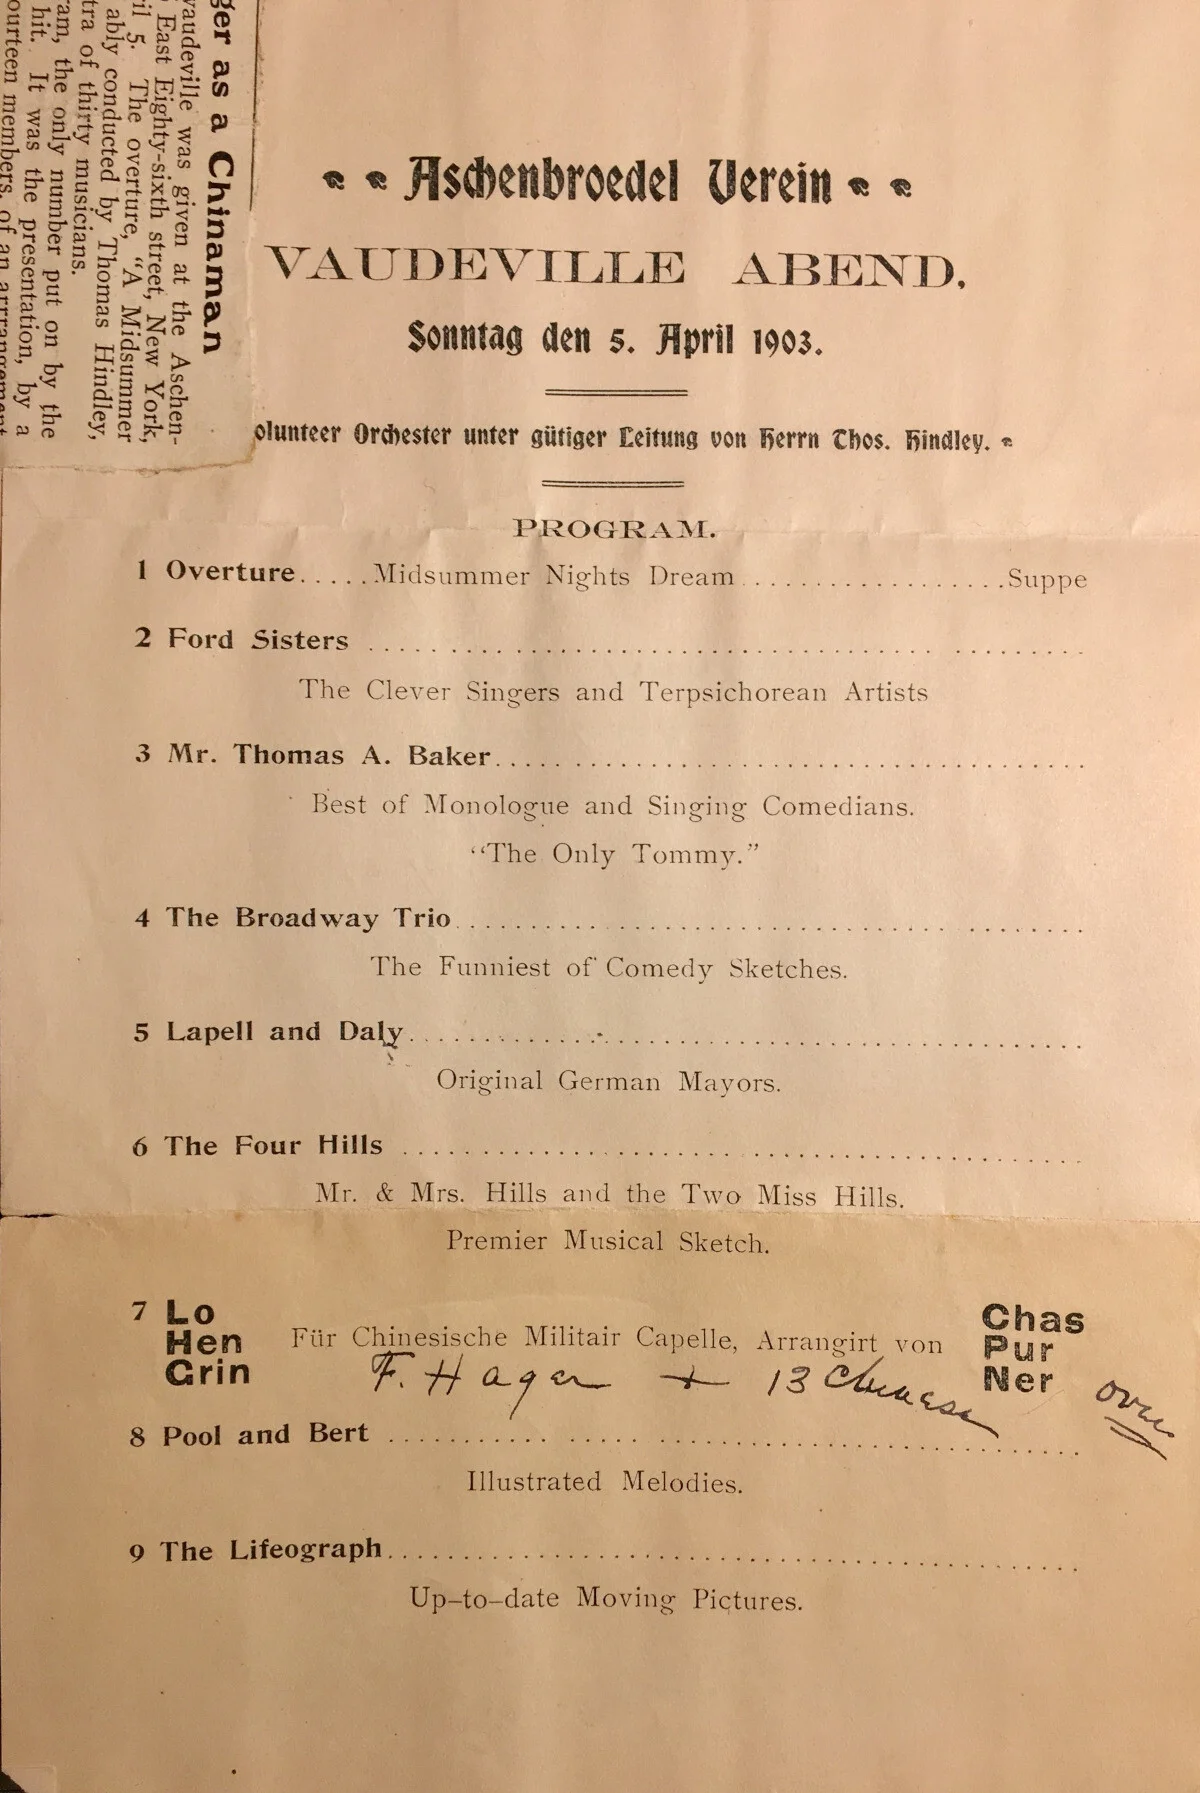 ger as a Chinaman
vaudeville was given at the Aschen-
East Eighty-sixth street, New York,
il 5. The overture, "A Midsummer
ably conducted by Thomas Hindley,
tra of thirty musicians.
ram, the only number put on by the
hit. It was the presentation, by a
ourteen members, of an arrangement
Aschenbroedel Verein
VAUDEVILLE ABEND,
Sonntag den 5. April 1903.
olunteer Orchester unter gütiger Leitung von Herrn Thos. Hindley.
PROGRAM.
1 Overture.....Midsummer Nights Dream..................Suppe
2 Ford Sisters
The Clever Singers and Terpsichorean Artists
3 Mr. Thomas A. Baker
Best of Monologue and Singing Comedians.
"The Only Tommy."
4 The Broadway Trio
The Funniest of Comedy Sketches.
5 Lapell and Daly
Original German Mayors.
6 The Four Hills
Mr. & Mrs. Hills and the Two Miss Hills.
Premier Musical Sketch.
7 Lo Hen Grin Für Chinesische Militair Capelle, Arrangirt von Chas Pur Ner
F. Hager + 13 Chinese over
8 Pool and Bert
Illustrated Melodies.
9 The Lifeograph
Up-to-date Moving Pictures.